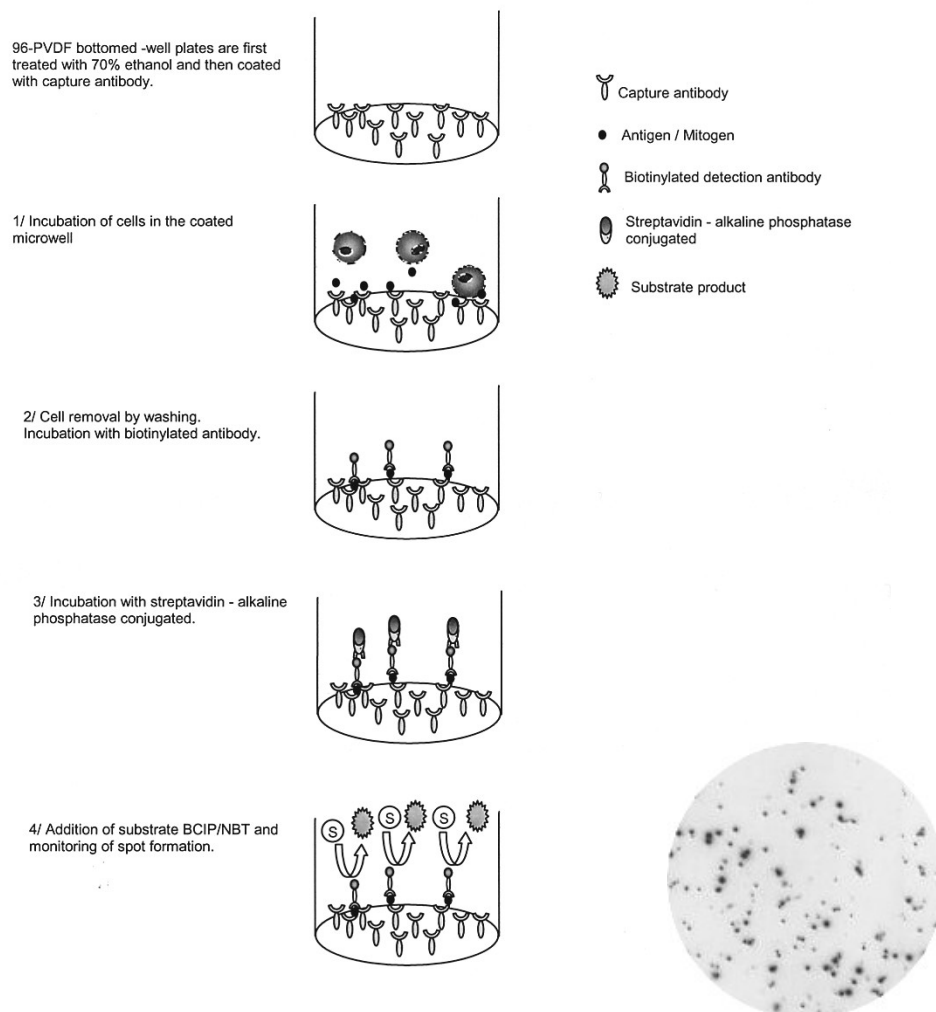 96-PVDF bottomed -well plates are first
treated with 70% ethanol and then coated
with capture antibody.
Capture antibody
Antigen / Mitogen
Biotinylated detection antibody
Streptavidin - alkaline phosphatase
conjugated
Substrate product
1/ Incubation of cells in the coated
microwell
2/ Cell removal by washing.
Incubation with biotinylated antibody.
3/ Incubation with streptavidin - alkaline
phosphatase conjugated.
4/ Addition of substrate BCIP/NBT and
monitoring of spot formation.
S
S
S